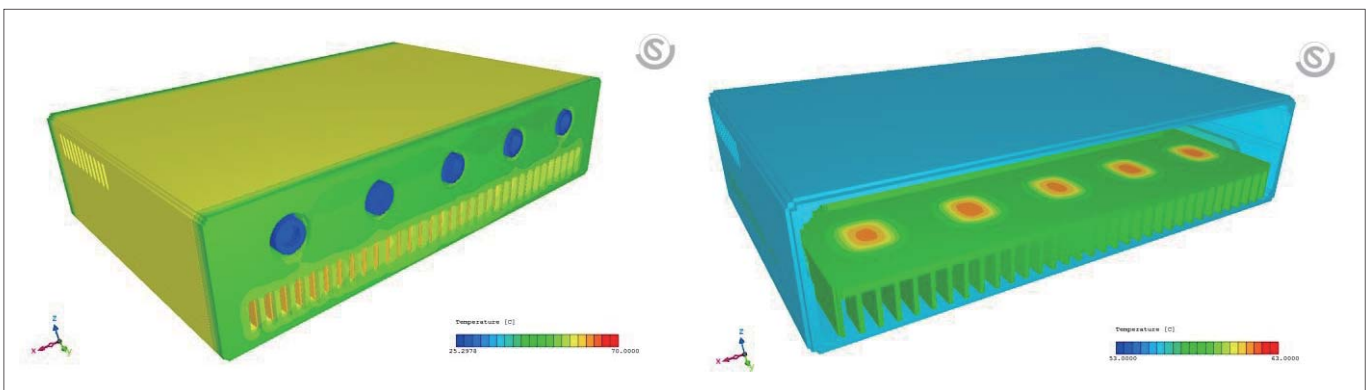 z
x
y
Temperature [C]
25.2978 70.0000
z
x
y
Temperature [C]
53.0000 63.0000